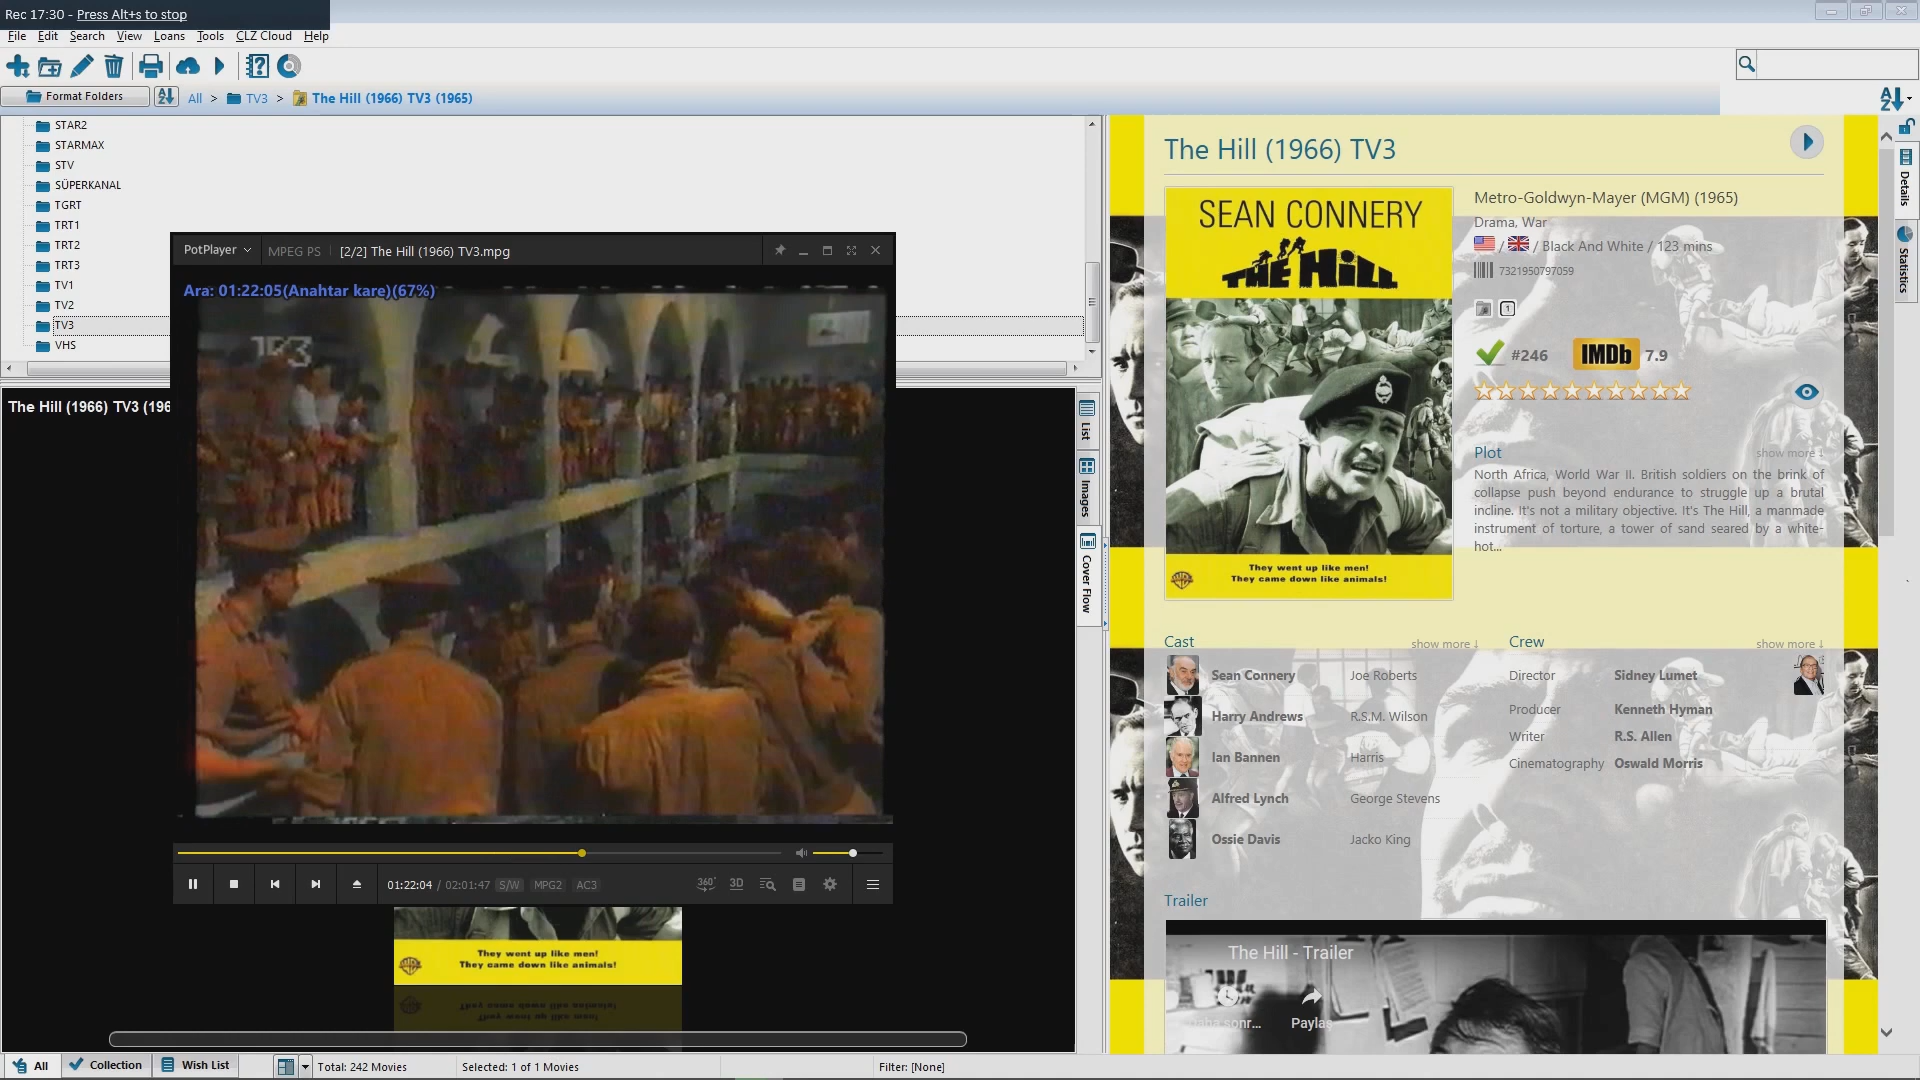 Rec 17:30 - Press Alt+s to stop
File Edit Search View Loans Tools CLZ Cloud Help
Format Folders
All > TV3 > The Hill (1966) TV3 (1965)
STAR2
STARMAX
STV
SÜPERKANAL
TGRT
TRT1
TRT2
TRT3
TV1
TV2
TV3
VHS
The Hill (1966) TV3 (196
PotPlayer MPEG PS [2/2] The Hill (1966) TV3.mpg
Ara: 01:22:05(Anahtar kare)(67%)
01:22:04 / 02:01:47 S/W MPG2 AC3
360° 3D
They went up like men!
They came down like animals!
List
Images
Cover Flow
The Hill (1966) TV3
SEAN CONNERY
THE HILL
They went up like men!
They came down like animals!
Metro-Goldwyn-Mayer (MGM) (1965)
Drama, War
/ / Black And White / 123 mins
7321950797059
1
#246 IMDb 7.9
Plot show more ↓
North Africa, World War II. British soldiers on the brink of
collapse push beyond endurance to struggle up a brutal
incline. It's not a military objective. It's The Hill, a manmade
instrument of torture, a tower of sand seared by a white-
hot...
Cast show more ↓
Sean Connery Joe Roberts
Harry Andrews R.S.M. Wilson
Ian Bannen Harris
Alfred Lynch George Stevens
Ossie Davis Jacko King
Crew show more ↓
Director Sidney Lumet
Producer Kenneth Hyman
Writer R.S. Allen
Cinematography Oswald Morris
Trailer
The Hill - Trailer
Daha sonr... Paylaş
Details
Statistics
All Collection Wish List Total: 242 Movies Selected: 1 of 1 Movies Filter: [None]